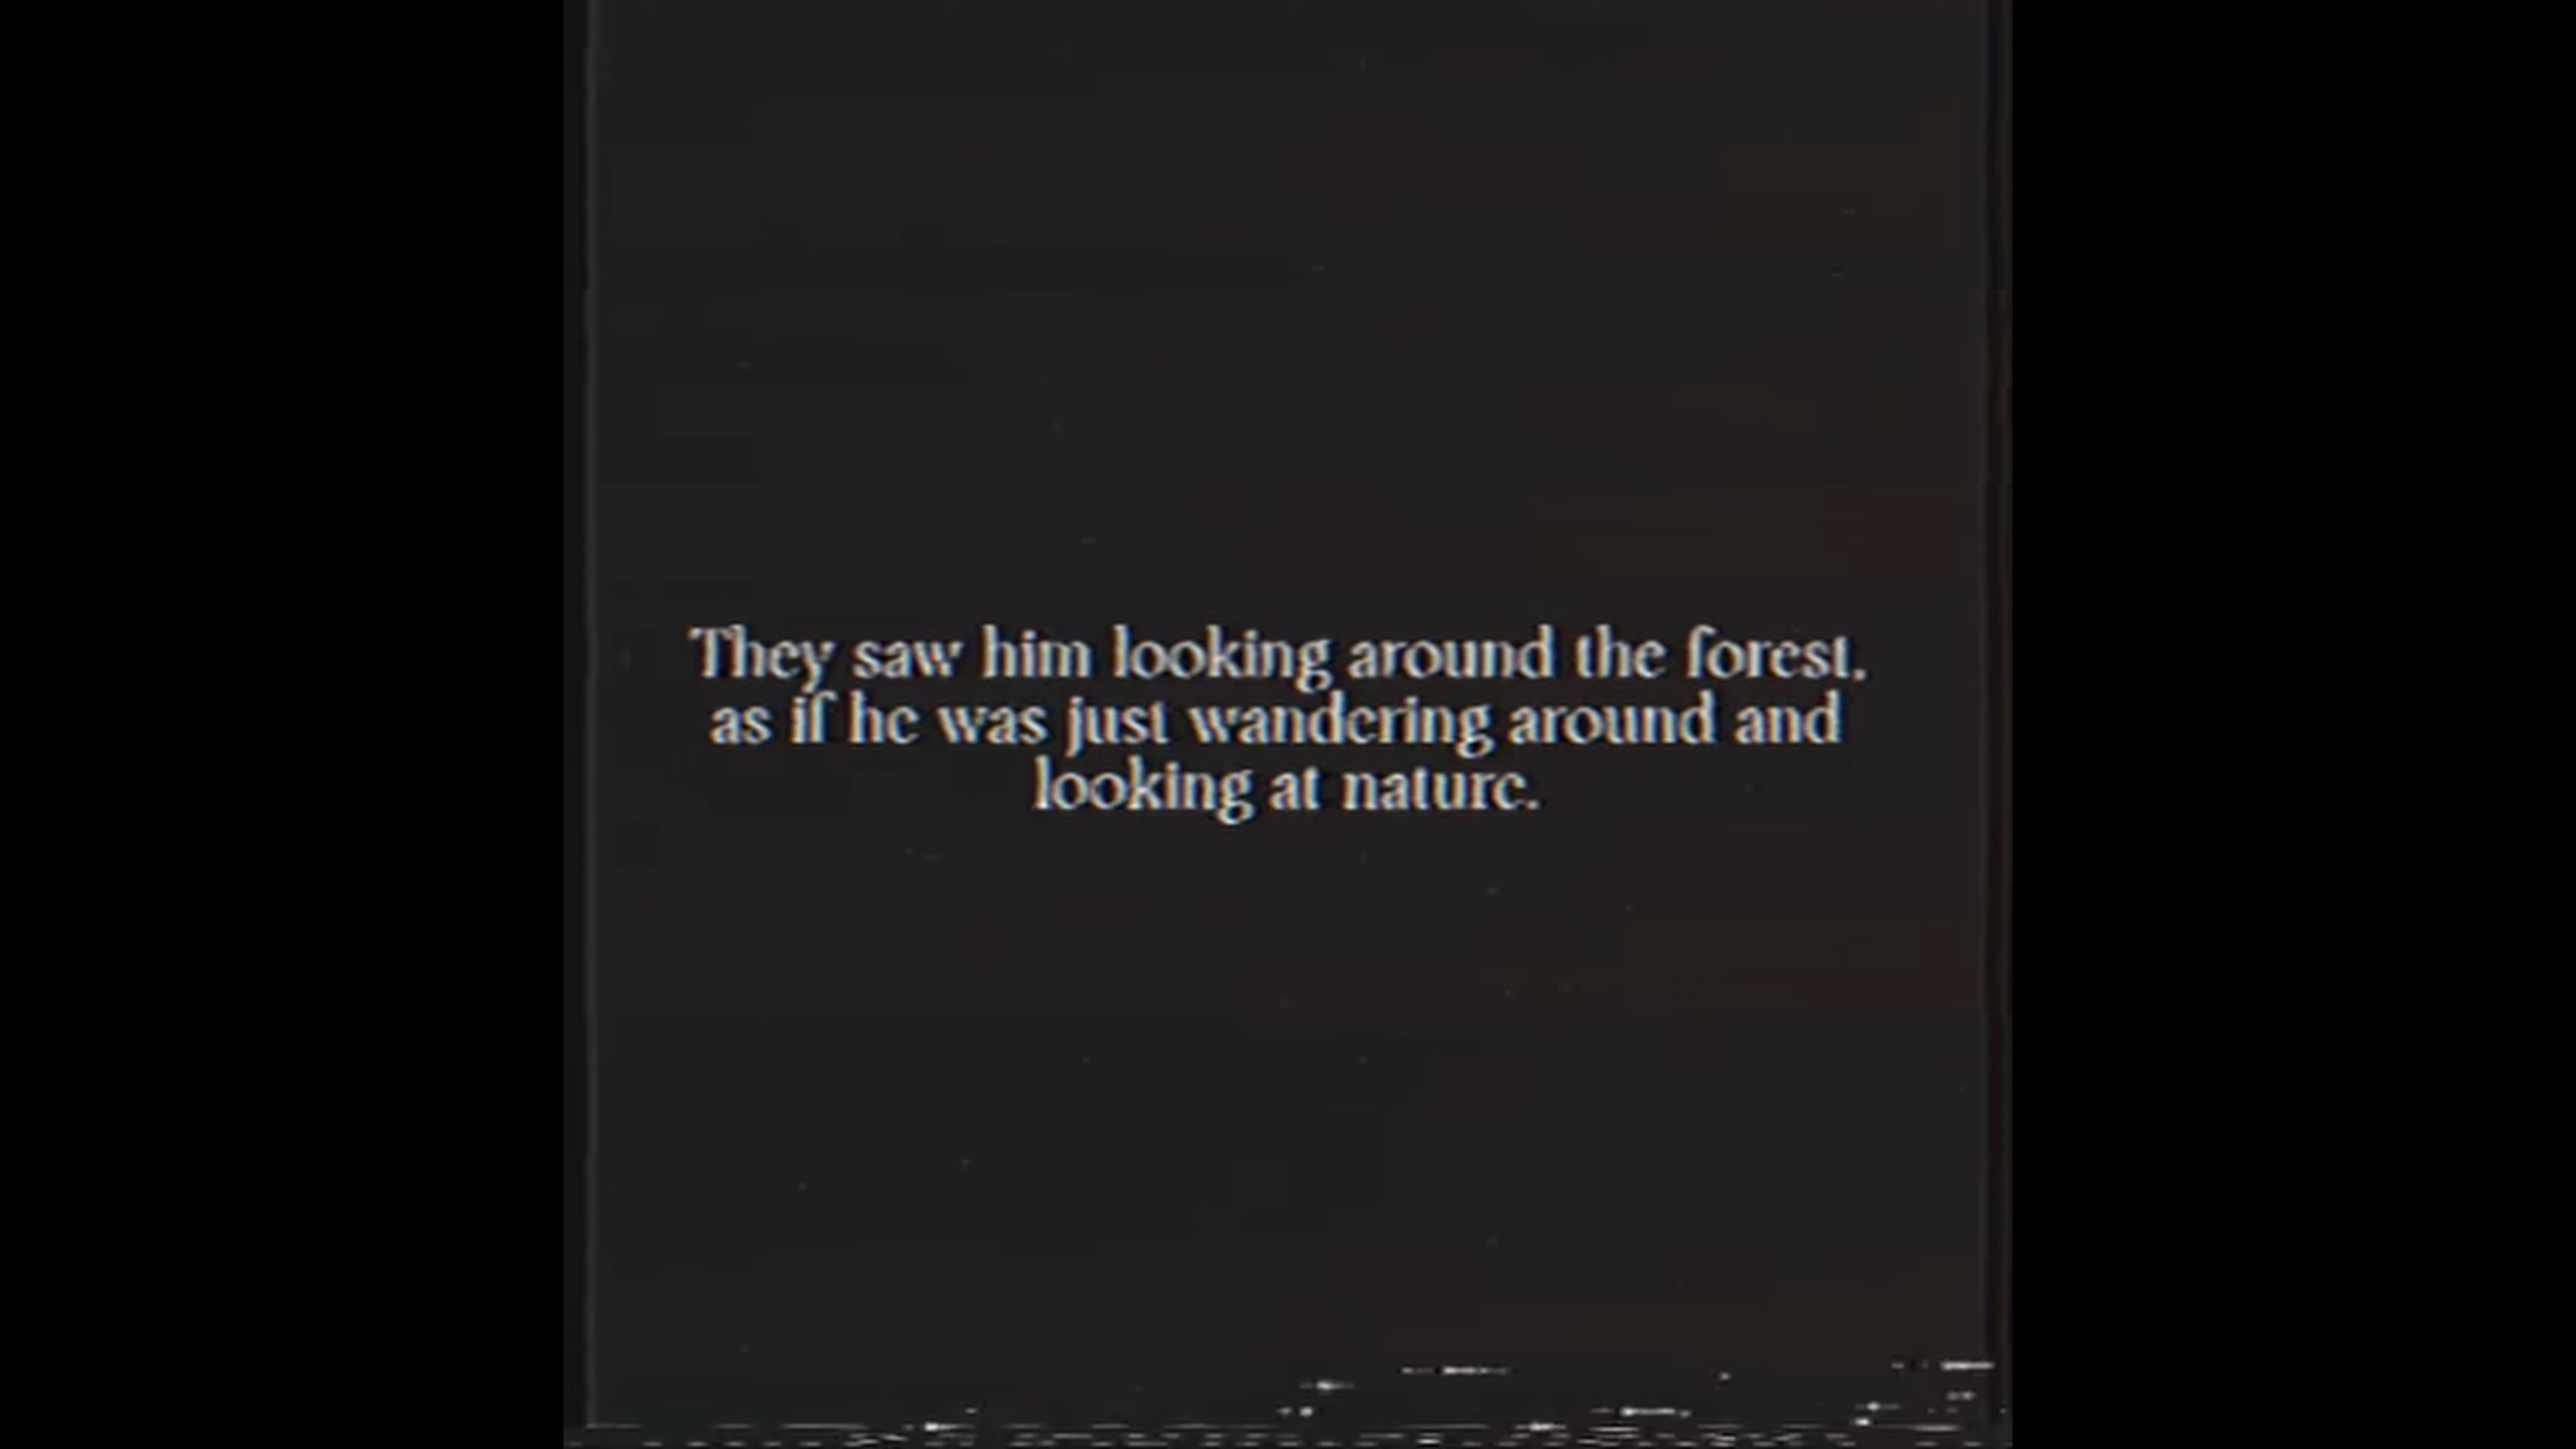 They saw him looking around the forest,
as if he was just wandering around and
looking at nature.